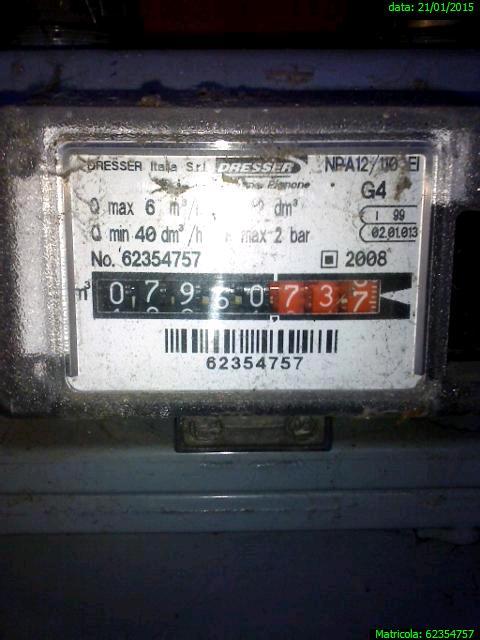 data: 21/01/2015
DRESSER Italia S.r.l DRESSER NPA12/110 EI
G4
Q max 6 m³/ dm³
I 99
Q min 40 dm³/h max 2 bar
02.01.013
No. 62354757 2008
m³ 0 7 9 6 0 7 3 7
62354757
Matricola: 62354757